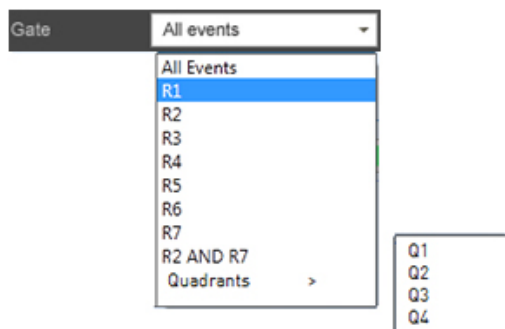 Gate All events
All Events
R1
R2
R3
R4
R5
R6
R7
R2 AND R7
Quadrants >
Q1
Q2
Q3
Q4